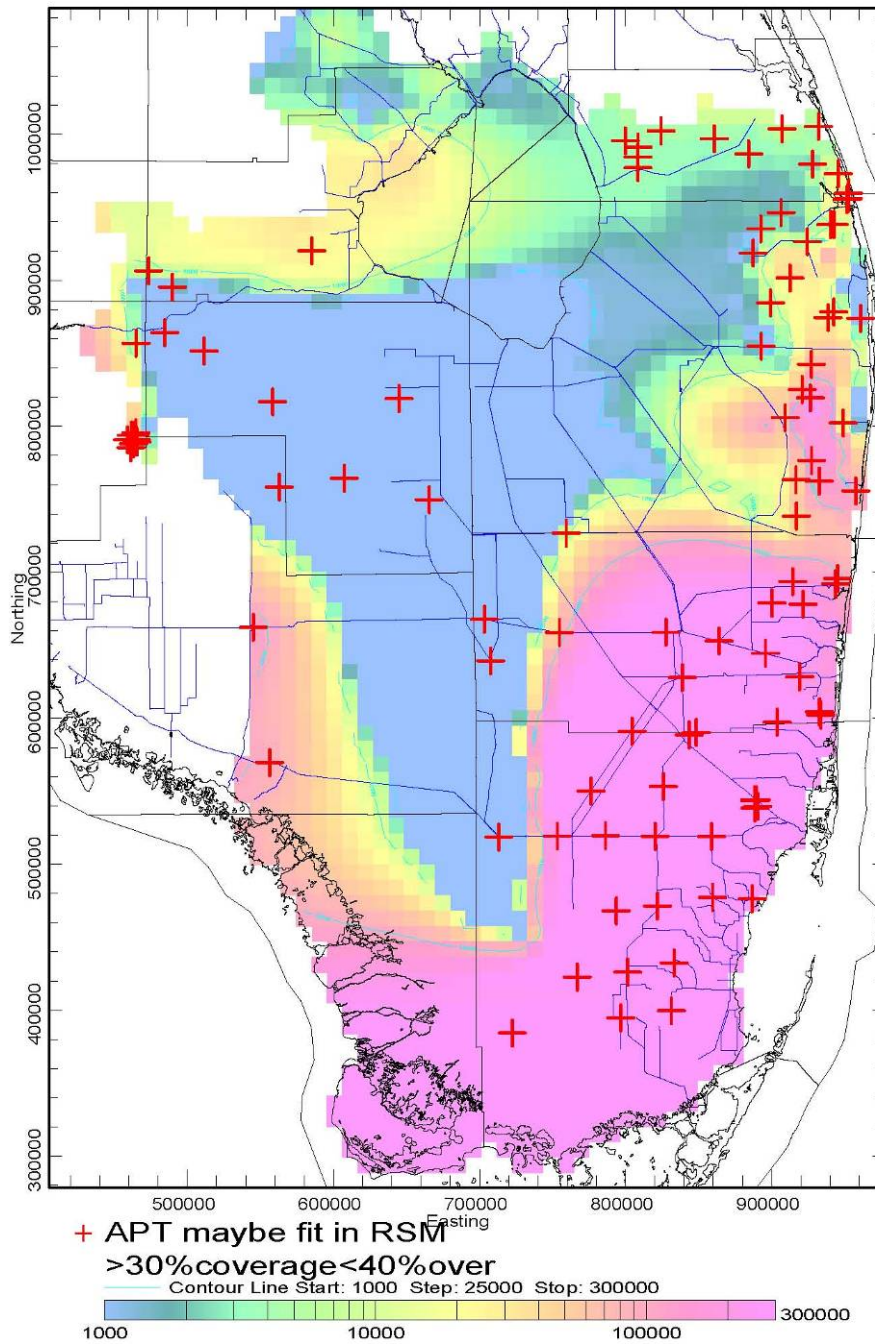 1000000
900000
800000
700000
600000
500000
400000
300000
Northing
500000 600000 700000 800000 900000
Easting
+ APT maybe fit in RSM
>30%coverage<40%over
Contour Line Start: 1000 Step: 25000 Stop: 300000
300000
1000 10000 100000